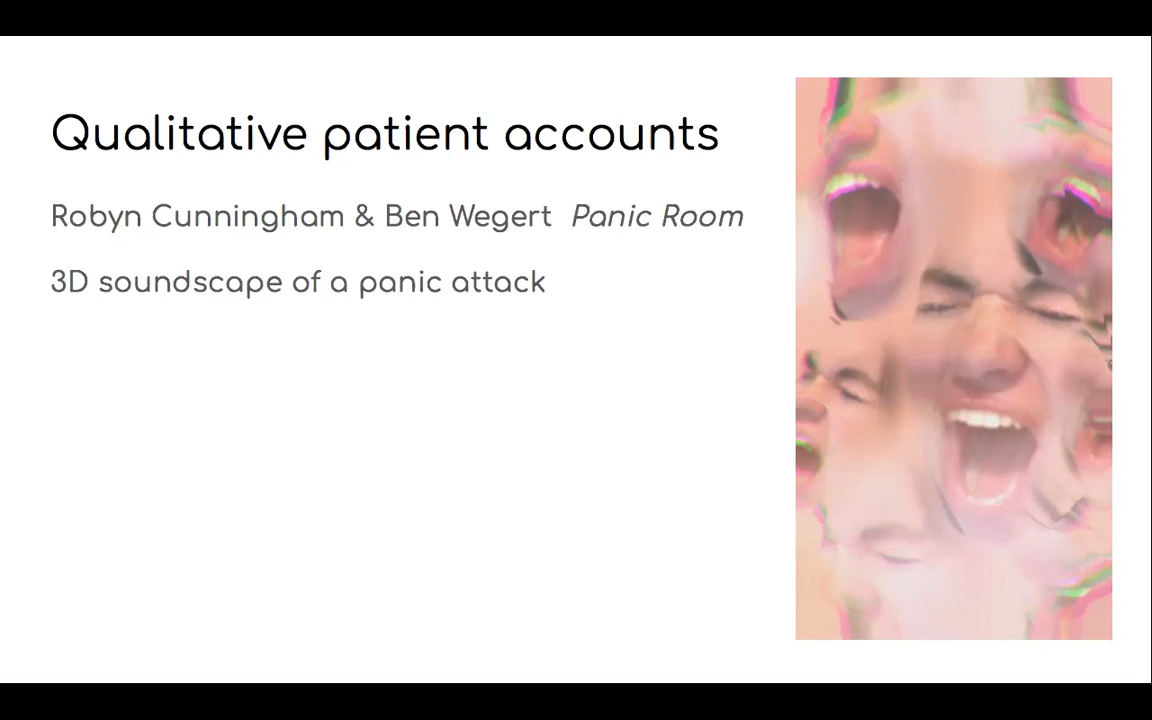 Qualitative patient accounts
Robyn Cunningham & Ben Wegert Panic Room
3D soundscape of a panic attack